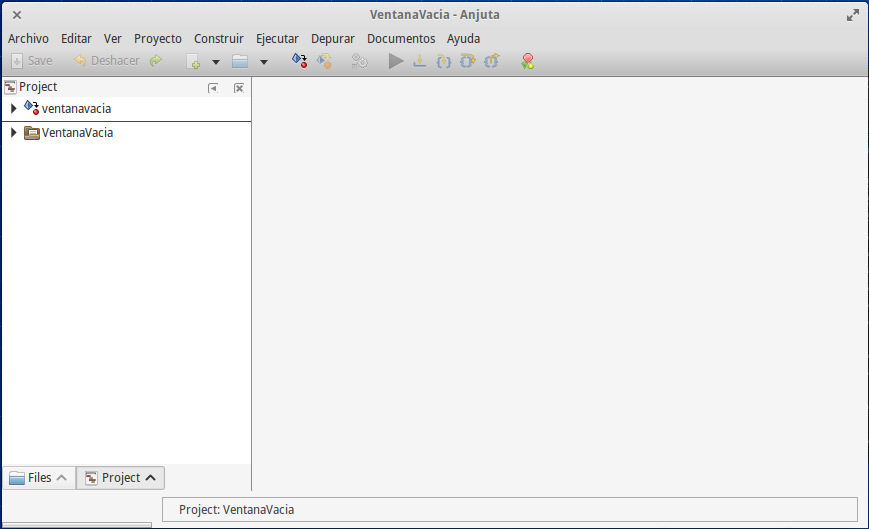 VentanaVacia - Anjuta
Archivo Editar Ver Proyecto Construir Ejecutar Depurar Documentos Ayuda
Save Deshacer
Project
ventanavacia
VentanaVacia
Files Project
Project: VentanaVacia